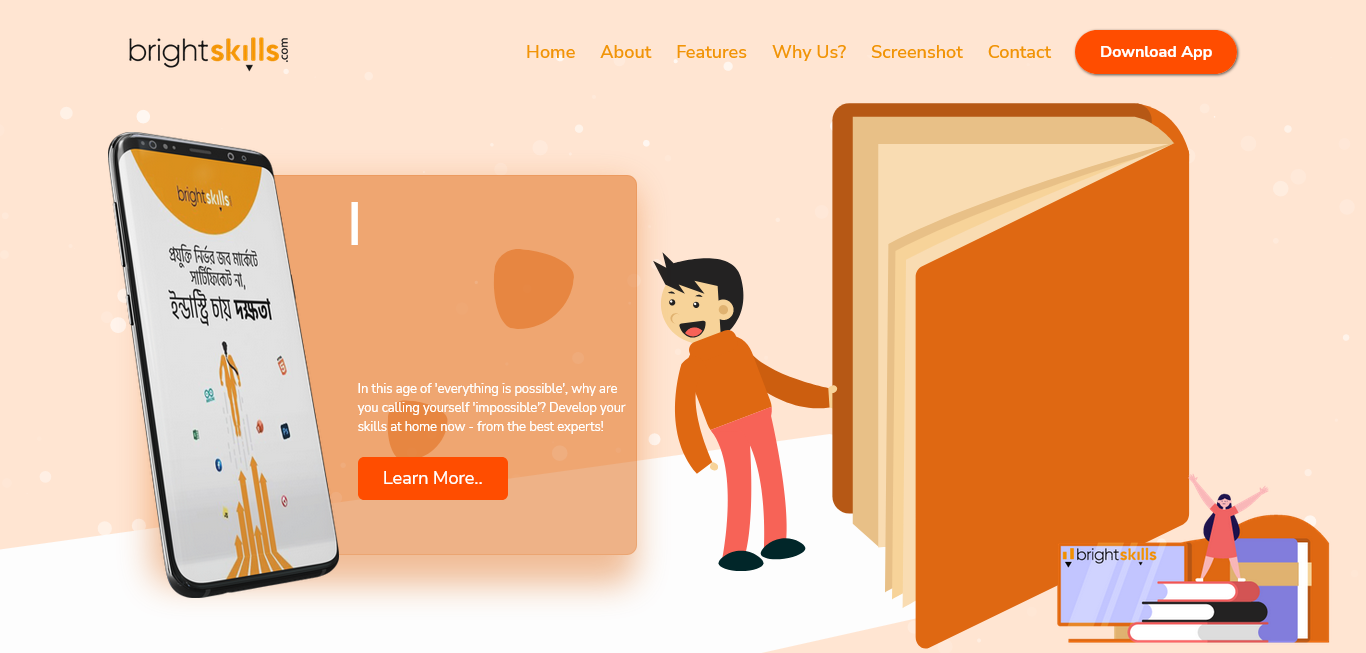 brightskills.com
Home About Features Why Us? Screenshot Contact Download App
brightskills
প্রযুক্তি নির্ভর জব মার্কেটে
সার্টিফিকেট না,
ইন্ডাস্ট্রি চায় দক্ষতা
In this age of 'everything is possible', why are
you calling yourself 'impossible'? Develop your
skills at home now - from the best experts!
Learn More..
brightskills